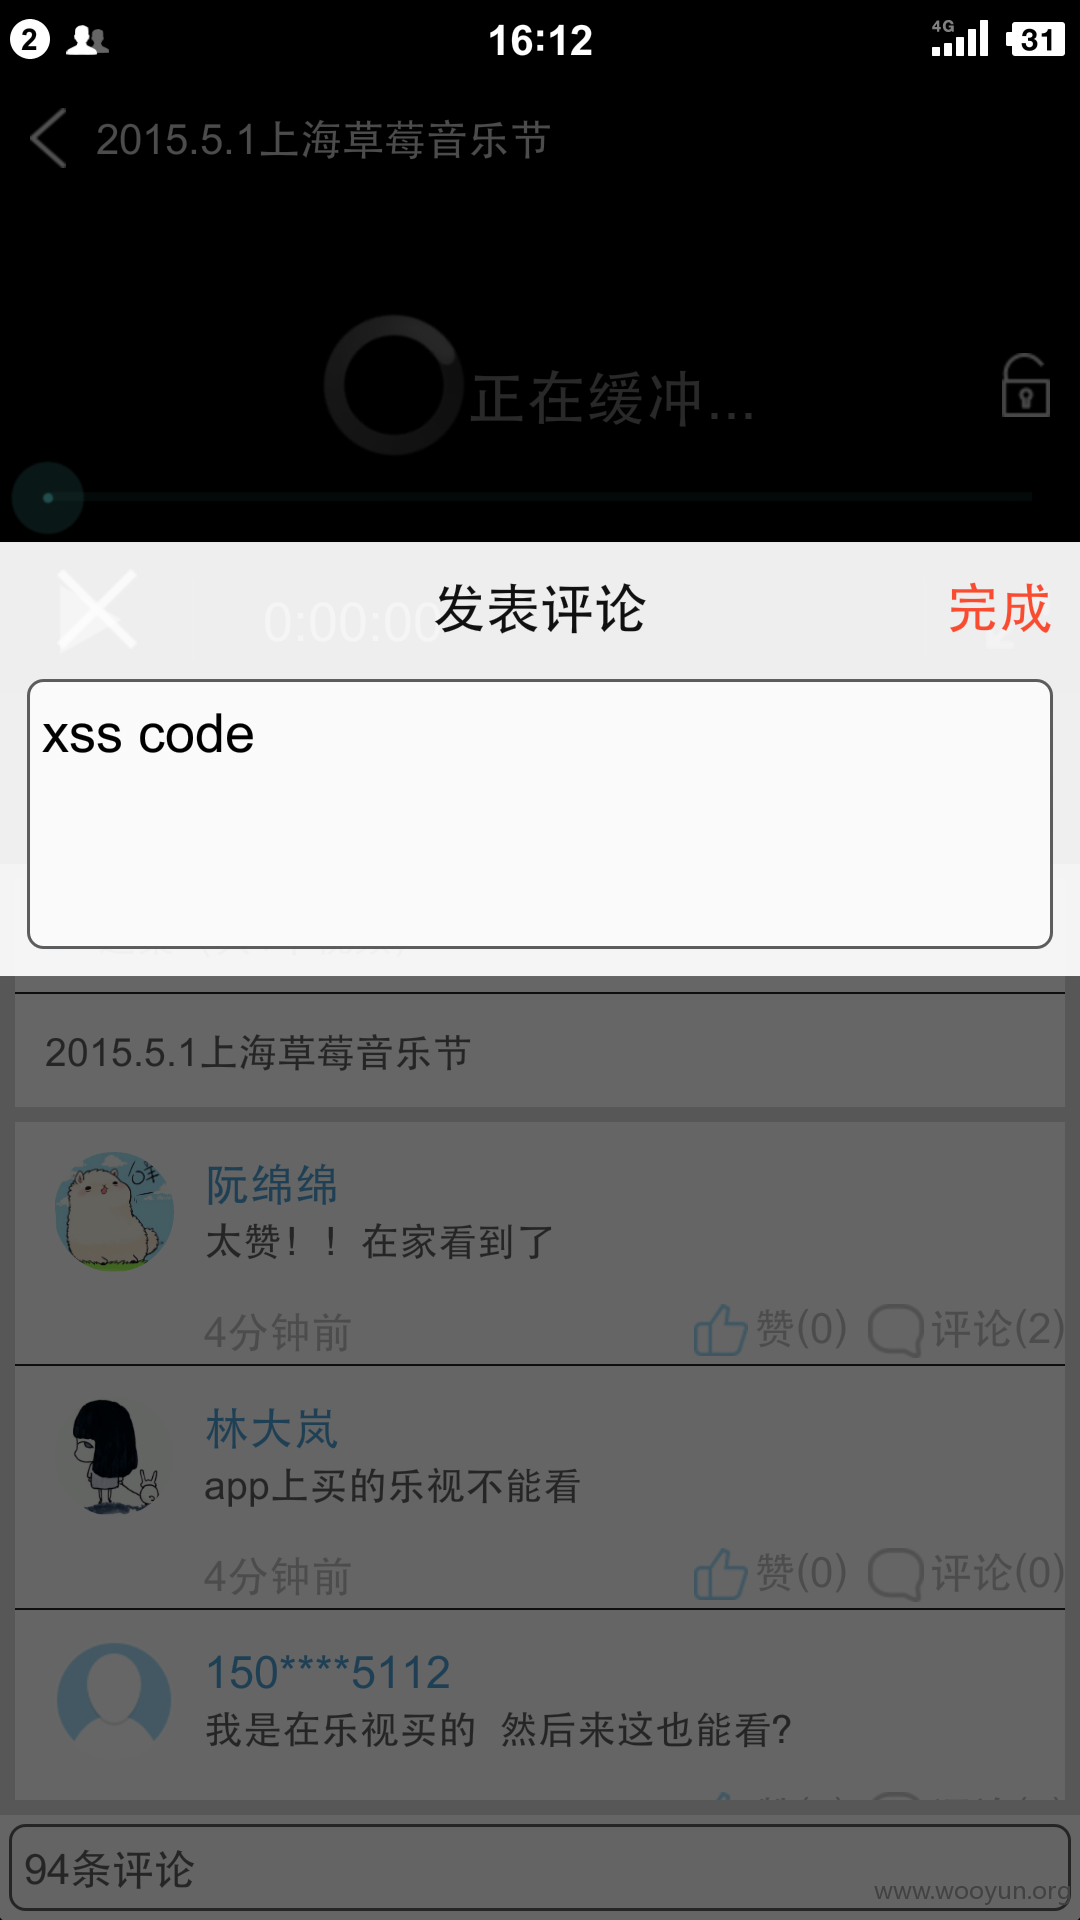 2
16:12
4G
31
2015.5.1上海草莓音乐节
正在缓冲...
0:00:00
发表评论
完成
xss code
2015.5.1上海草莓音乐节
阮绵绵
太赞！！在家看到了
4分钟前
赞(0)
评论(2)
林大岚
app上买的乐视不能看
4分钟前
赞(0)
评论(0)
150****5112
我是在乐视买的 然后来这也能看?
94条评论
www.wooyun.org